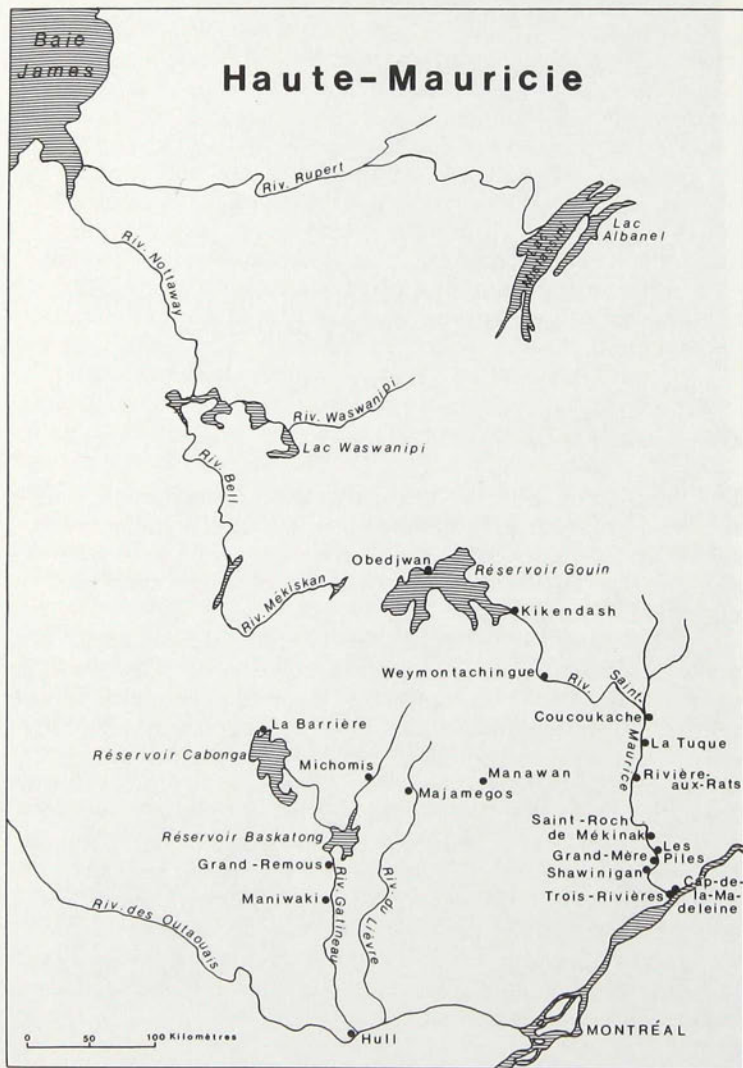 Baie
James
Haute-Mauricie
Riv. Rupert
Lac Mistassini
Lac
Albanel
Riv. Nottaway
Riv. Waswanipi
Lac Waswanipi
Riv. Bell
Obedjwan
Réservoir Gouin
Riv. Mékiskan
Kikendash
Weymontachingue
Riv. Saint-
Maurice
Coucoukache
La Barrière
La Tuque
Réservoir Cabonga
Michomis
Manawan
Rivière-
aux-Rats
Majamegos
Saint-Roch
de Mékinak
Les
Piles
Réservoir Baskatong
Grand-Mère
Grand-Remous
Shawinigan
Cap-de-
la-Ma-
deleine
Maniwaki
Trois-Rivières
Riv. Gatineau
Riv. du Lièvre
Riv. des Outaouais
Hull
MONTRÉAL
0 50 100 Kilomètres